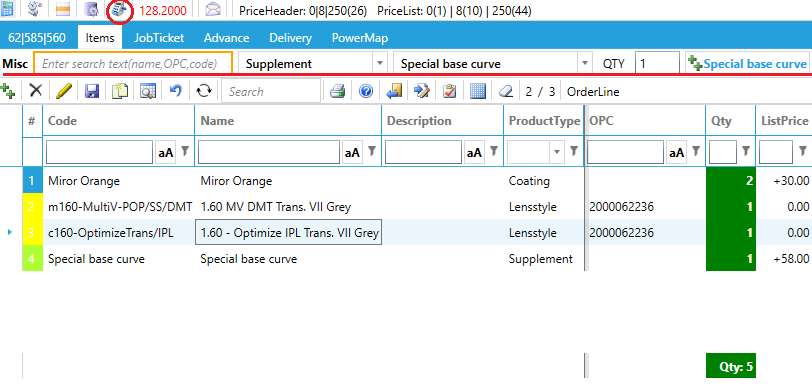 128.2000 PriceHeader: 0|8|250(26) PriceList: 0(1) | 8(10) | 250(44)
62|585|560 Items JobTicket Advance Delivery PowerMap
Misc Enter search text(name,OPC,code) Supplement Special base curve QTY 1 Special base curve
Search 2 / 3 OrderLine
# Code Name Description ProductType OPC Qty ListPrice
aA aA aA aA
1 Miror Orange Miror Orange Coating 2 +30.00
2 m160-MultiV-POP/SS/DMT 1.60 MV DMT Trans. VII Grey Lensstyle 2000062236 1 0.00
3 c160-OptimizeTrans/IPL 1.60 - Optimize IPL Trans. VII Grey Lensstyle 2000062236 1 0.00
4 Special base curve Special base curve Supplement 1 +58.00
Qty: 5